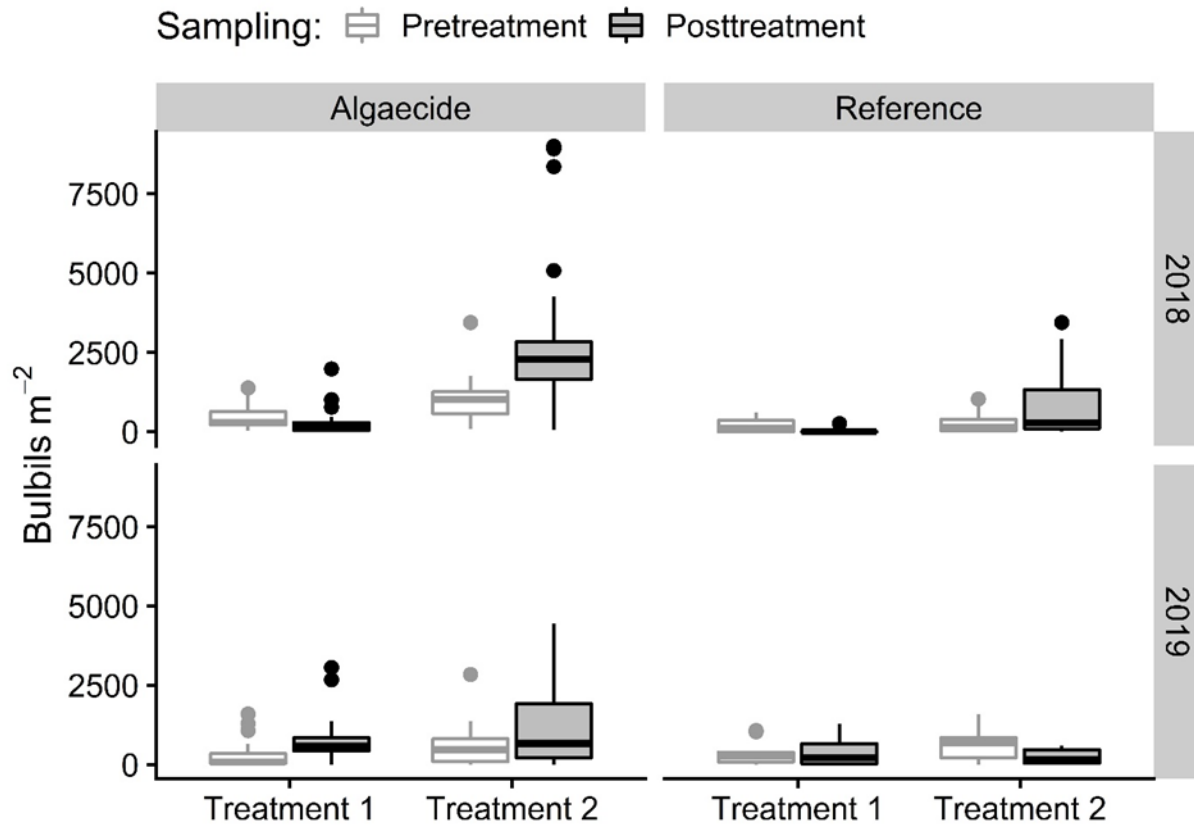 Sampling: Pretreatment Posttreatment
Algaecide Reference
Bulbils m⁻²
7500
5000
2500
0
2018
7500
5000
2500
0
2019
Treatment 1 Treatment 2 Treatment 1 Treatment 2